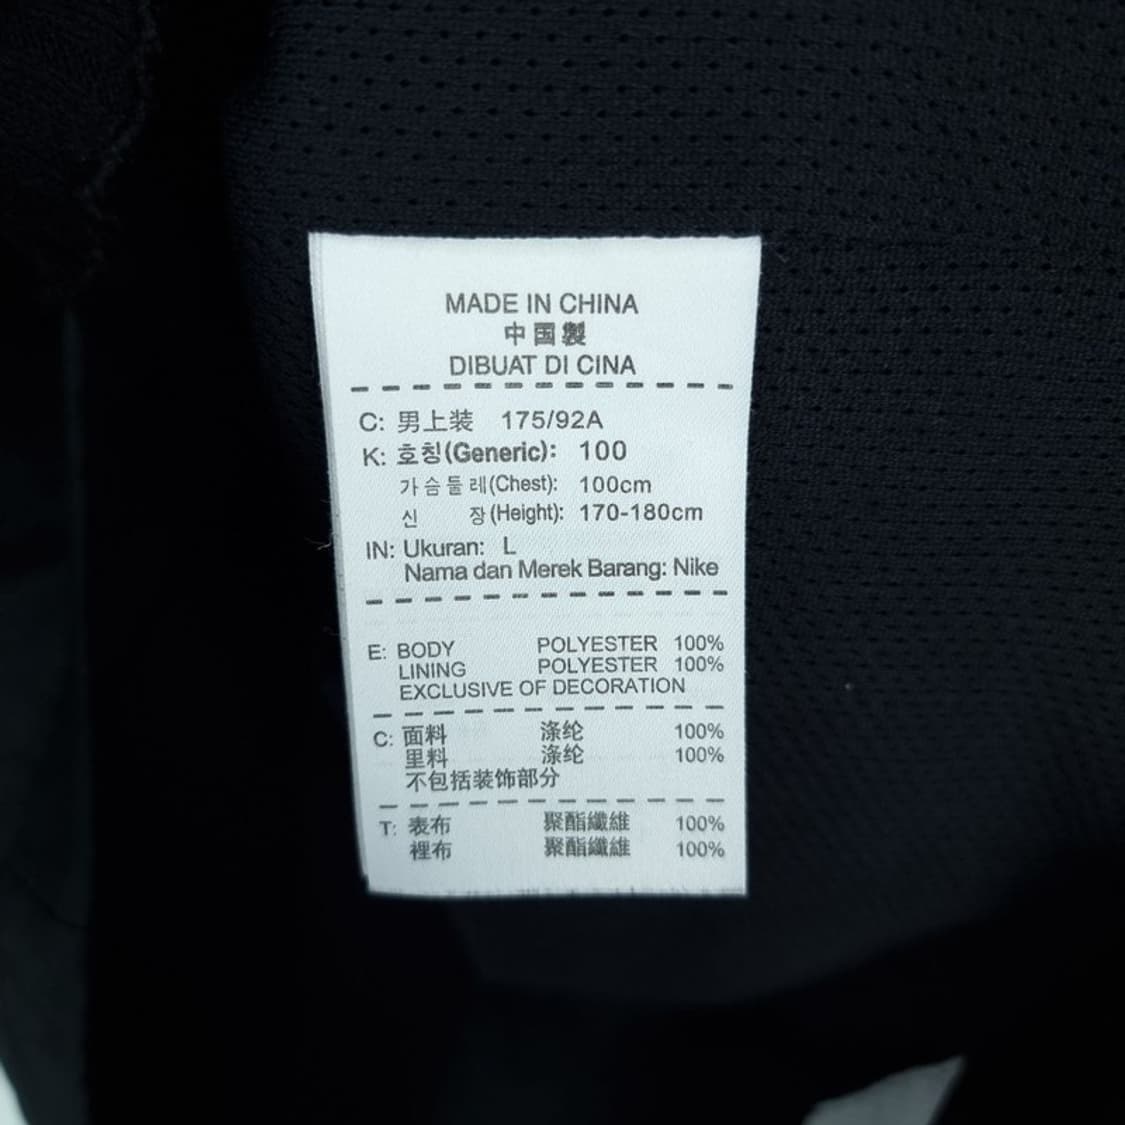 MADE IN CHINA
中国製
DIBUAT DI CINA
C: 男上装 175/92A
K: 호칭(Generic): 100
가슴둘레(Chest): 100cm
신 장(Height): 170-180cm
IN: Ukuran: L
Nama dan Merek Barang: Nike
E: BODY POLYESTER 100%
LINING POLYESTER 100%
EXCLUSIVE OF DECORATION
C: 面料 涤纶 100%
里料 涤纶 100%
不包括装饰部分
T: 表布 聚酯纖維 100%
裡布 聚酯纖維 100%